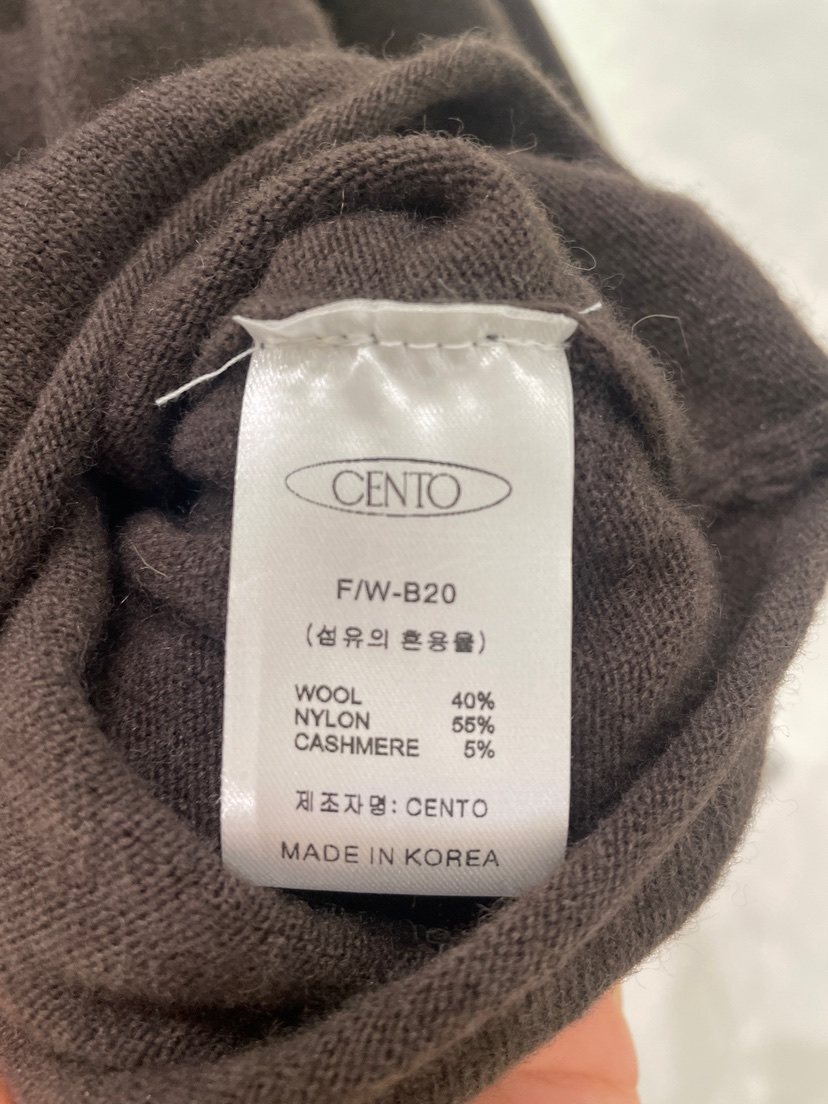 CENTO
F/W-B20
(섬유의 혼용율)
WOOL 40%
NYLON 55%
CASHMERE 5%
제조자명: CENTO
MADE IN KOREA